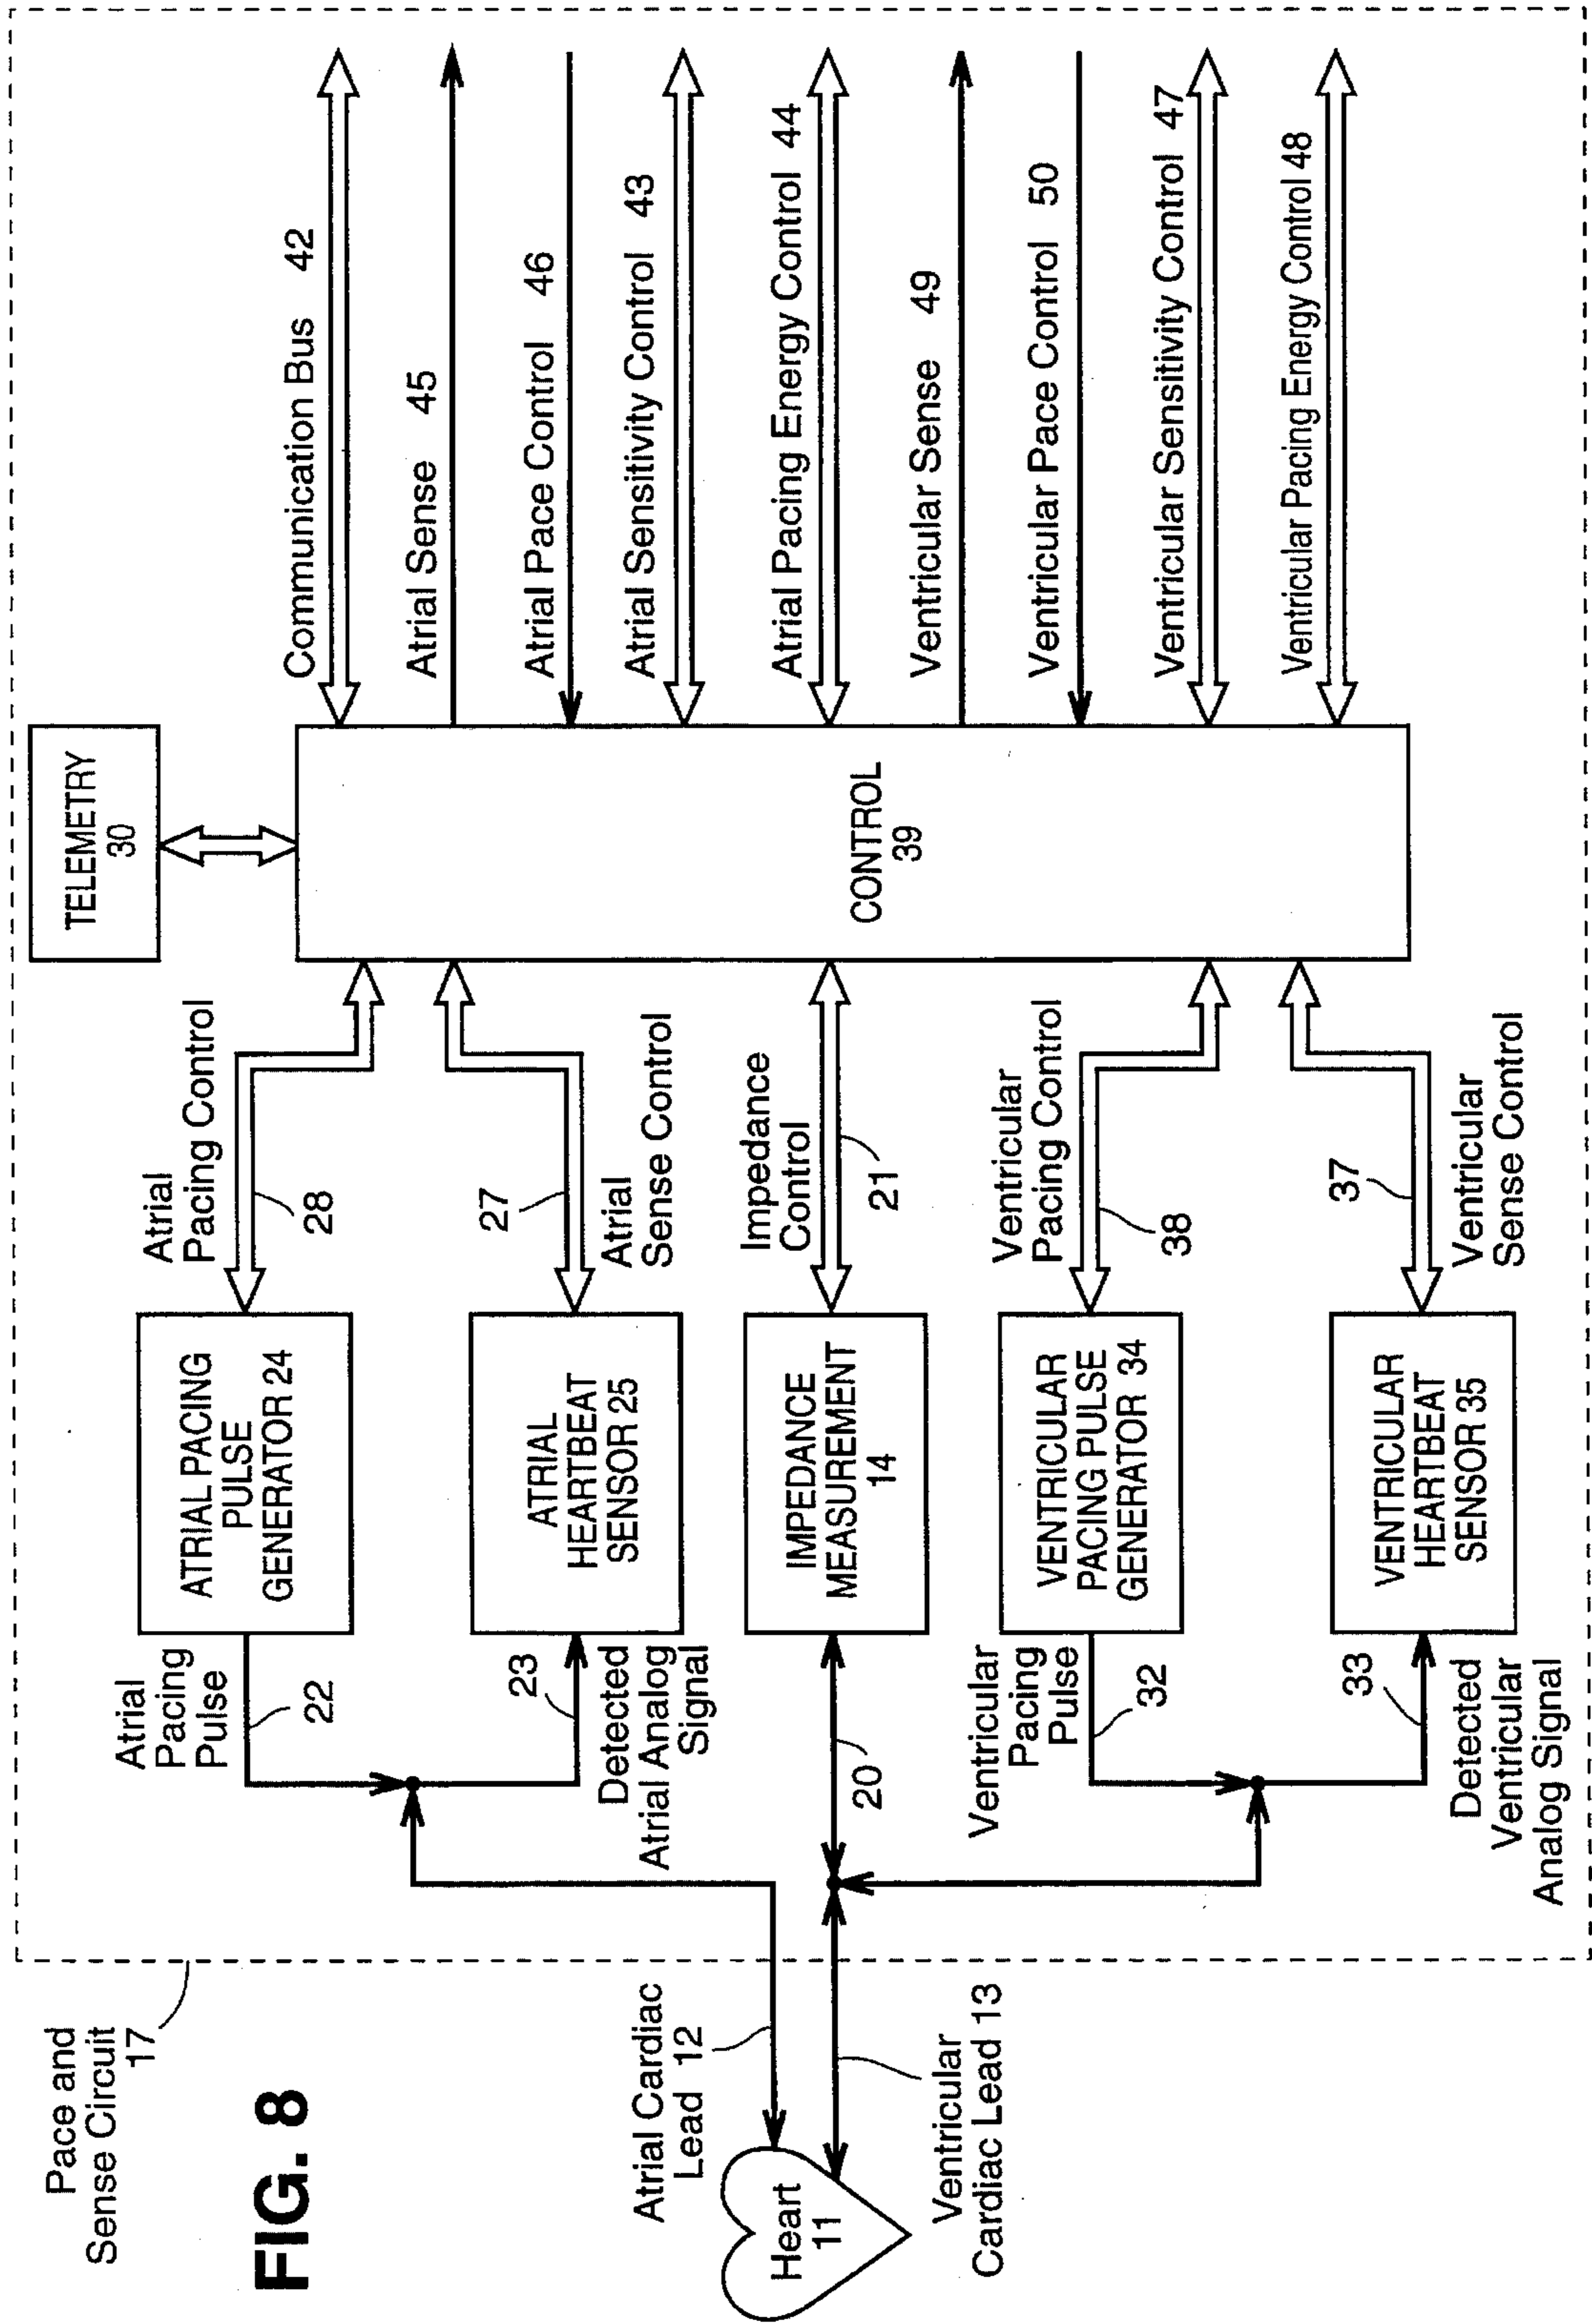 Pace and
Sense Circuit
17
FIG. 8
Heart
11
Atrial Cardiac
Lead 12
Ventricular
Cardiac Lead 13
Atrial
Pacing
Pulse
22
23
Detected
Atrial Analog
Signal
20
Ventricular
Pacing
Pulse
32
33
Detected
Ventricular
Analog Signal
ATRIAL PACING
PULSE
GENERATOR 24
ATRIAL
HEARTBEAT
SENSOR 25
IMPEDANCE
MEASUREMENT
14
VENTRICULAR
PACING PULSE
GENERATOR 34
VENTRICULAR
HEARTBEAT
SENSOR 35
Atrial
Pacing Control
28
27
Atrial
Sense Control
Impedance
Control
21
Ventricular
Pacing Control
38
37
Ventricular
Sense Control
TELEMETRY
30
CONTROL
39
Communication Bus 42
Atrial Sense 45
Atrial Pace Control 46
Atrial Sensitivity Control 43
Atrial Pacing Energy Control 44
Ventricular Sense 49
Ventricular Pace Control 50
Ventricular Sensitivity Control 47
Ventricular Pacing Energy Control 48